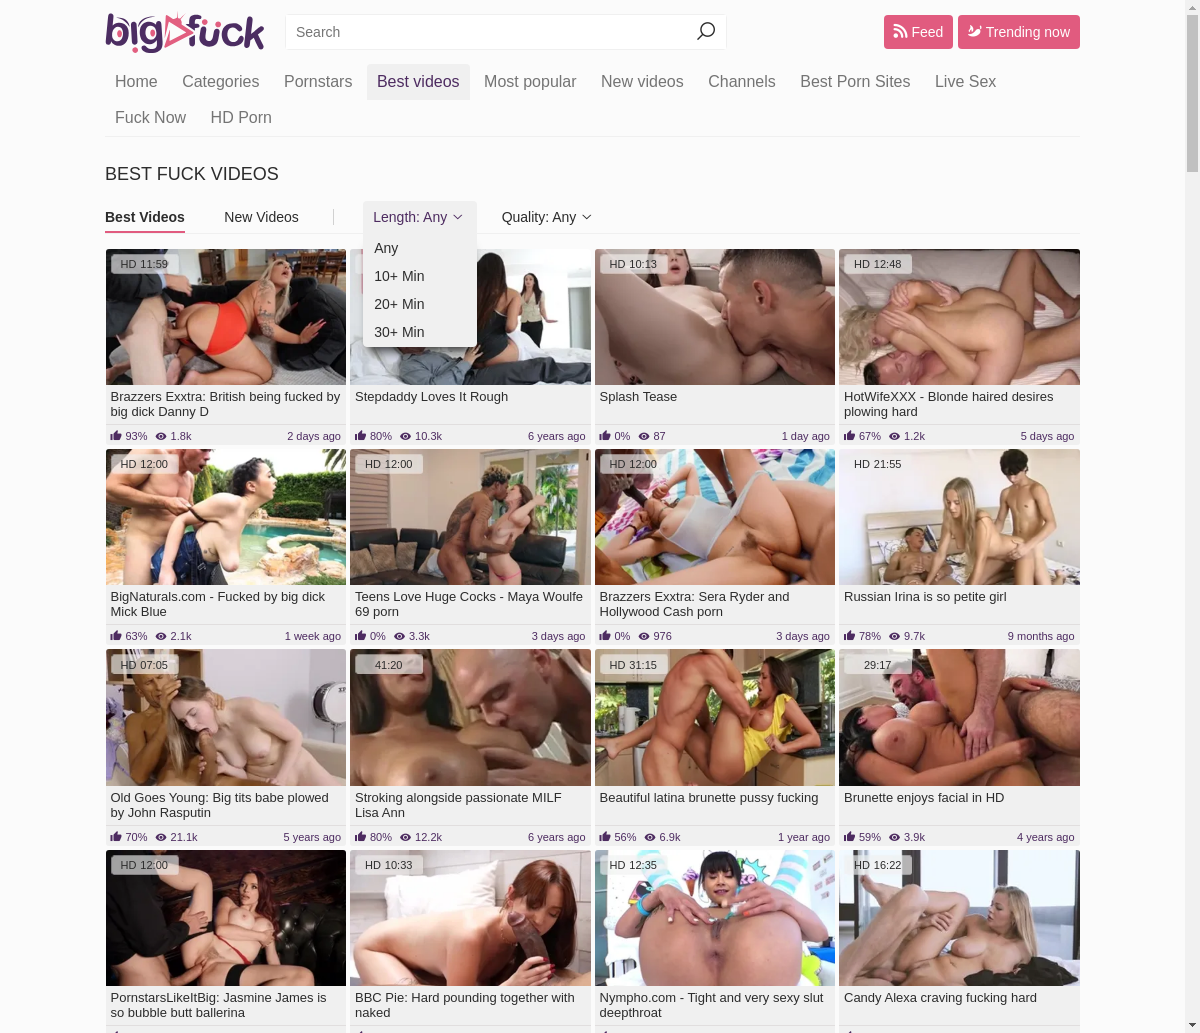 bigfuck
Search
Feed
Trending now
Home
Categories
Pornstars
Best videos
Most popular
New videos
Channels
Best Porn Sites
Live Sex
Fuck Now
HD Porn
BEST FUCK VIDEOS
Best Videos
New Videos
Length: Any
Quality: Any
Any
10+ Min
20+ Min
30+ Min
HD 11:59
HD 10:13
HD 12:48
Brazzers Exxtra: British being fucked by
big dick Danny D
93% 1.8k 2 days ago
Stepdaddy Loves It Rough
80% 10.3k 6 years ago
Splash Tease
0% 87 1 day ago
HotWifeXXX - Blonde haired desires
plowing hard
67% 1.2k 5 days ago
HD 12:00
HD 12:00
HD 12:00
HD 21:55
BigNaturals.com - Fucked by big dick
Mick Blue
63% 2.1k 1 week ago
Teens Love Huge Cocks - Maya Woulfe
69 porn
0% 3.3k 3 days ago
Brazzers Exxtra: Sera Ryder and
Hollywood Cash porn
0% 976 3 days ago
Russian Irina is so petite girl
78% 9.7k 9 months ago
HD 07:05
41:20
HD 31:15
29:17
Old Goes Young: Big tits babe plowed
by John Rasputin
70% 21.1k 5 years ago
Stroking alongside passionate MILF
Lisa Ann
80% 12.2k 6 years ago
Beautiful latina brunette pussy fucking
56% 6.9k 1 year ago
Brunette enjoys facial in HD
59% 3.9k 4 years ago
HD 12:00
HD 10:33
HD 12:35
HD 16:22
PornstarsLikeItBig: Jasmine James is
so bubble butt ballerina
BBC Pie: Hard pounding together with
naked
Nympho.com - Tight and very sexy slut
deepthroat
Candy Alexa craving fucking hard